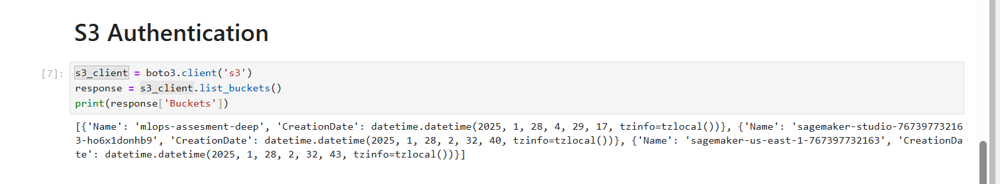 S3 Authentication
[7]: s3_client = boto3.client('s3')
response = s3_client.list_buckets()
print(response['Buckets'])
[{'Name': 'mlops-assesment-deep', 'CreationDate': datetime.datetime(2025, 1, 28, 4, 29, 17, tzinfo=tzlocal())}, {'Name': 'sagemaker-studio-76739773216
3-ho6x1donhb9', 'CreationDate': datetime.datetime(2025, 1, 28, 2, 32, 40, tzinfo=tzlocal())}, {'Name': 'sagemaker-us-east-1-767397732163', 'CreationDa
te': datetime.datetime(2025, 1, 28, 2, 32, 43, tzinfo=tzlocal())}]